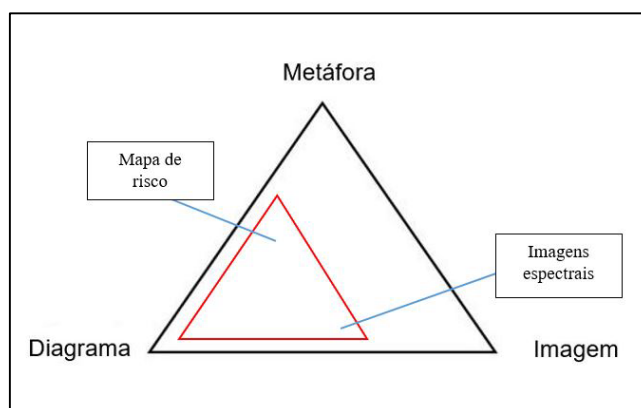 Metáfora
Mapa de
risco
Imagens
espectrais
Diagrama
Imagem